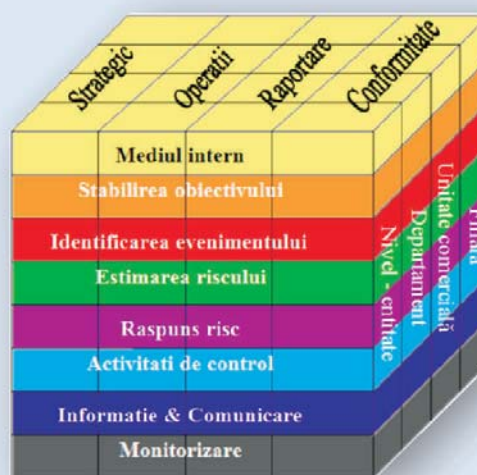 Strategic
Operatii
Raportare
Conformitate
Mediul intern
Stabilirea obiectivului
Identificarea evenimentului
Estimarea riscului
Raspuns risc
Activitati de control
Informatie & Comunicare
Monitorizare
Nivel - entitate
Departament
Unitate comercială